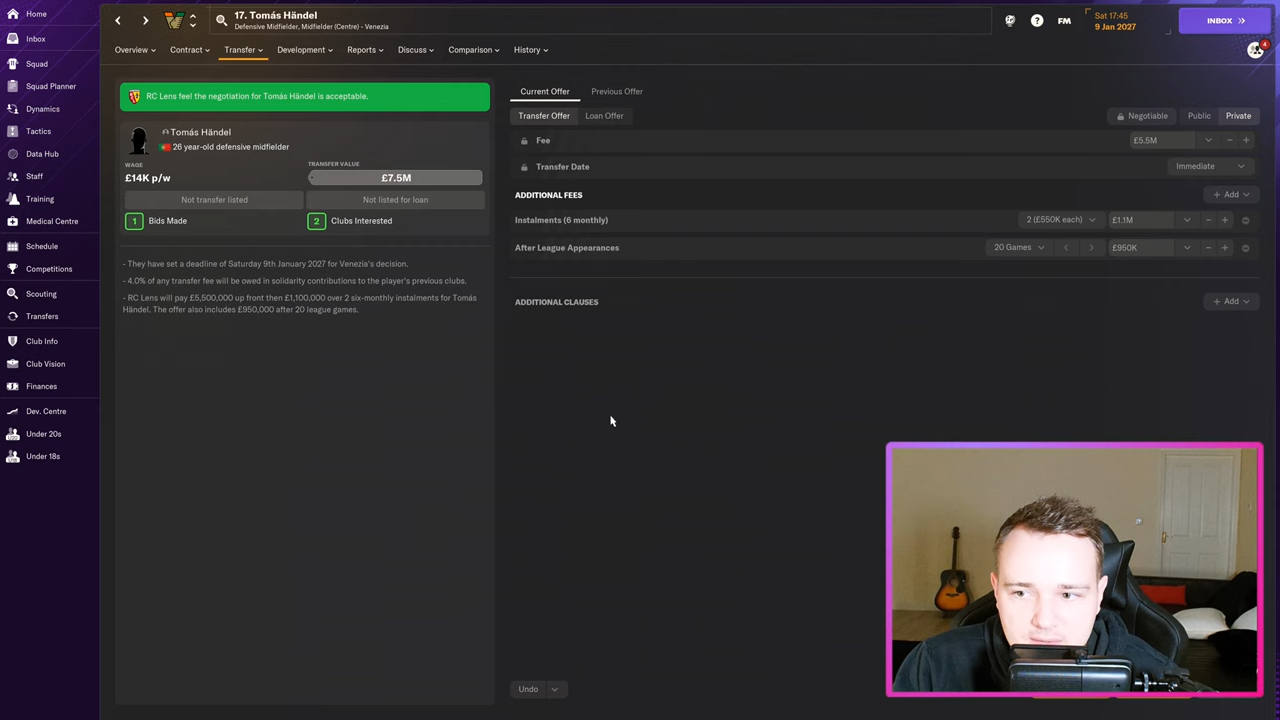 Home
Inbox
Squad
Squad Planner
Dynamics
Tactics
Data Hub
Staff
Training
Medical Centre
Schedule
Competitions
Scouting
Transfers
Club Info
Club Vision
Finances
Dev. Centre
Under 20s
Under 18s
17. Tomás Händel
Defensive Midfielder, Midfielder (Centre) - Venezia
FM
Sat 17:45
9 Jan 2027
INBOX
4
Overview
Contract
Transfer
Development
Reports
Discuss
Comparison
History
RC Lens feel the negotiation for Tomás Händel is acceptable.
Tomás Händel
26 year-old defensive midfielder
WAGE
£14K p/w
TRANSFER VALUE
£7.5M
Not transfer listed
Not listed for loan
1 Bids Made
2 Clubs Interested
- They have set a deadline of Saturday 9th January 2027 for Venezia's decision.
- 4.0% of any transfer fee will be owed in solidarity contributions to the player's previous clubs.
- RC Lens will pay £5,500,000 up front then £1,100,000 over 2 six-monthly instalments for Tomás
Händel. The offer also includes £950,000 after 20 league games.
Current Offer
Previous Offer
Transfer Offer
Loan Offer
Negotiable
Public
Private
Fee
£5.5M
Transfer Date
Immediate
ADDITIONAL FEES
+ Add
Instalments (6 monthly)
2 (£550K each)
£1.1M
After League Appearances
20 Games
£950K
ADDITIONAL CLAUSES
+ Add
Undo